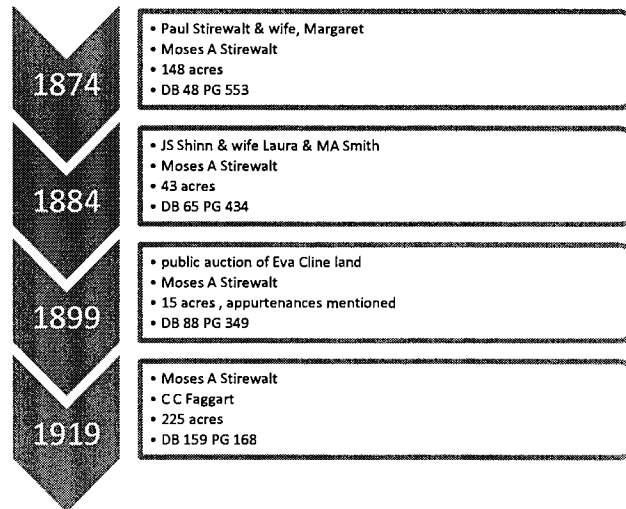 1874
• Paul Stirewalt & wife, Margaret
• Moses A Stirewalt
• 148 acres
• DB 48 PG 553
1884
• JS Shinn & wife Laura & MA Smith
• Moses A Stirewalt
• 43 acres
• DB 65 PG 434
1899
• public auction of Eva Cline land
• Moses A Stirewalt
• 15 acres , appurtenances mentioned
• DB 88 PG 349
1919
• Moses A Stirewalt
• C C Faggart
• 225 acres
• DB 159 PG 168